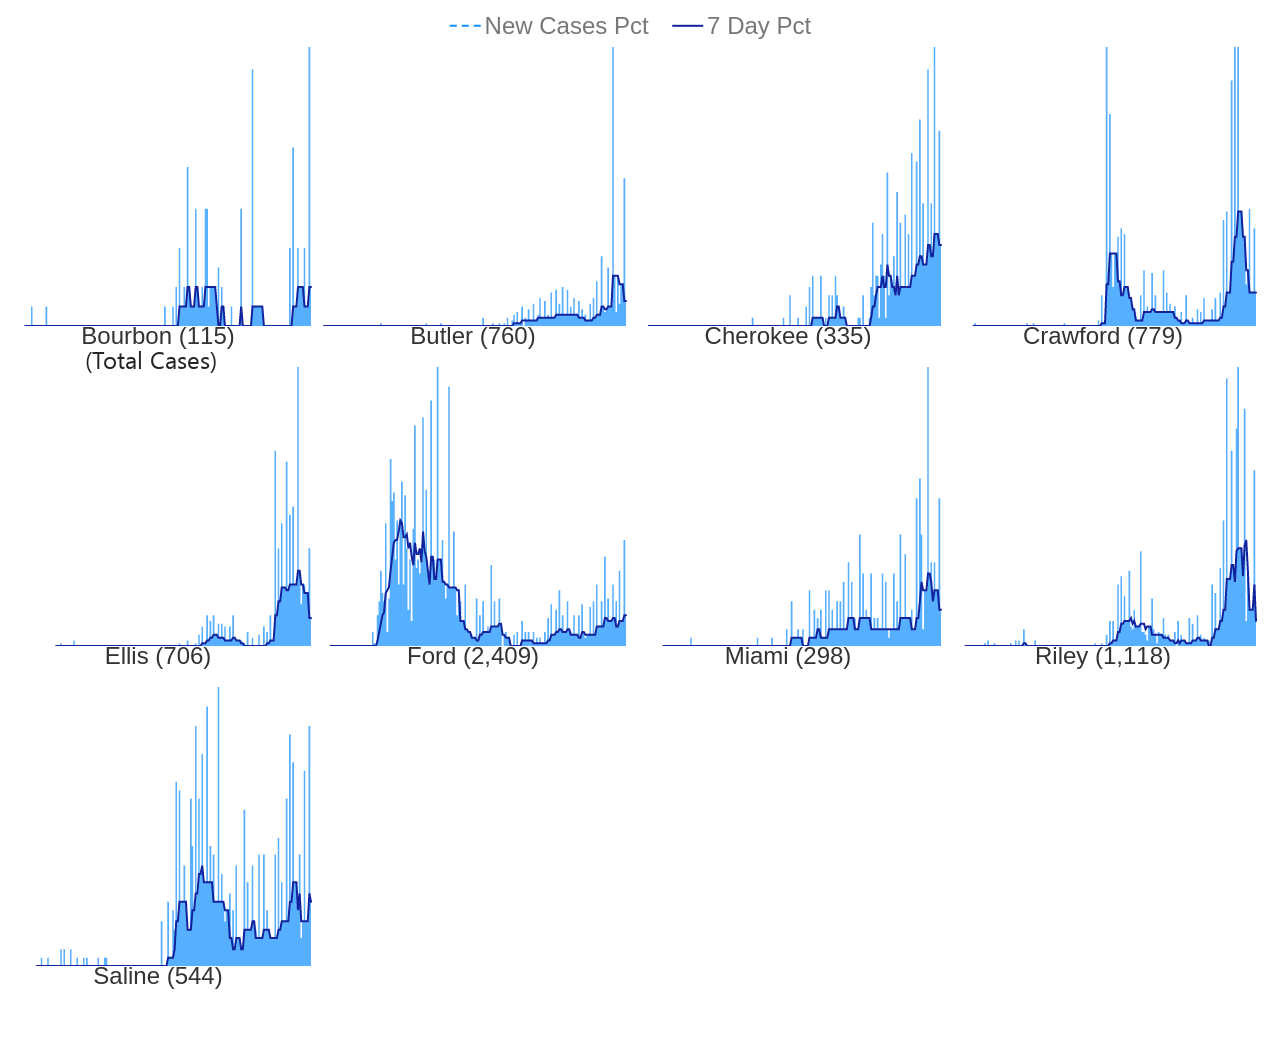 New Cases Pct 7 Day Pct
Bourbon (115) Butler (760) Cherokee (335) Crawford (779)
(Total Cases)
Ellis (706) Ford (2,409) Miami (298) Riley (1,118)
Saline (544)